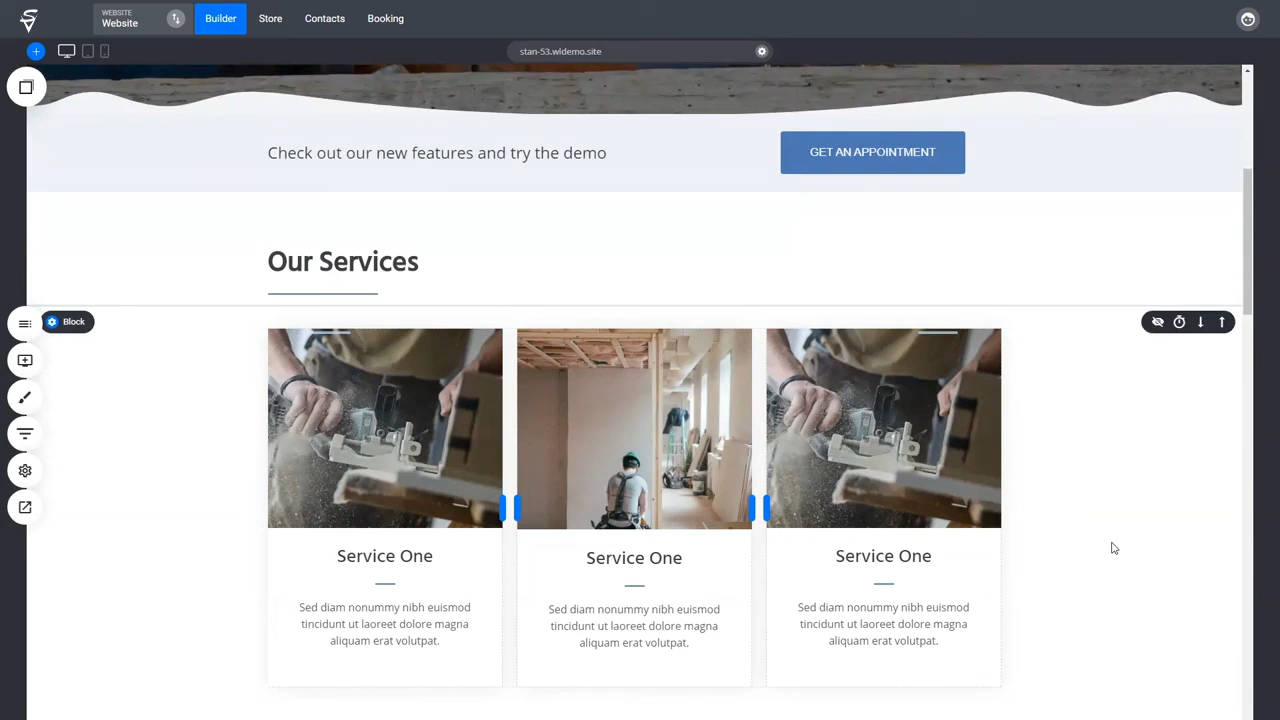 WEBSITE
Website
Builder
Store
Contacts
Booking
stan-53.wldemo.site
Check out our new features and try the demo
GET AN APPOINTMENT
Our Services
Block
Service One
Sed diam nonummy nibh euismod
tincidunt ut laoreet dolore magna
aliquam erat volutpat.
Service One
Sed diam nonummy nibh euismod
tincidunt ut laoreet dolore magna
aliquam erat volutpat.
Service One
Sed diam nonummy nibh euismod
tincidunt ut laoreet dolore magna
aliquam erat volutpat.